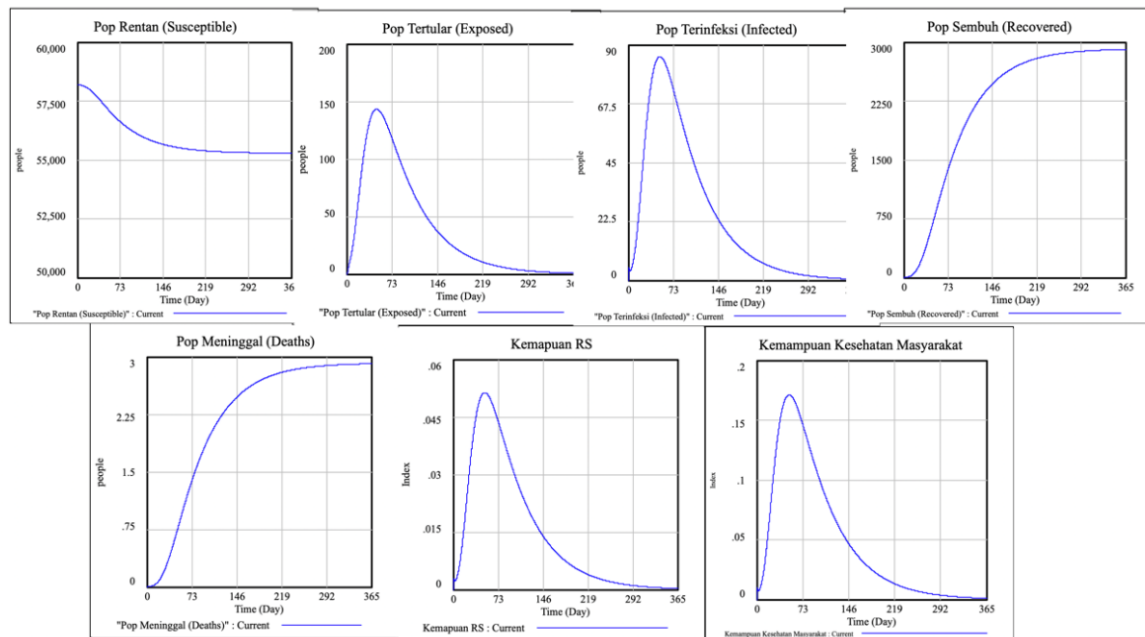 Pop Rentan (Susceptible)
60,000
57,500
55,000
52,500
50,000
people
0 73 146 219 292 365
Time (Day)
"Pop Rentan (Susceptible)" : Current
Pop Tertular (Exposed)
200
150
100
50
0
people
0 73 146 219 292 36
Time (Day)
"Pop Tertular (Exposed)" : Current
Pop Terinfeksi (Infected)
90
67.5
45
22.5
0
people
0 73 146 219 292 36
Time (Day)
"Pop Terinfeksi (Infected)" : Current
Pop Sembuh (Recovered)
3000
2250
1500
750
0
people
0 73 146 219 292 365
Time (Day)
"Pop Sembuh (Recovered)" : Current
Pop Meninggal (Deaths)
3
2.25
1.5
.75
0
people
0 73 146 219 292 365
Time (Day)
"Pop Meninggal (Deaths)" : Current
Kemapuan RS
.06
.045
.03
.015
0
Index
0 73 146 219 292 365
Time (Day)
Kemapuan RS : Current
Kemampuan Kesehatan Masyarakat
.2
.15
.1
.05
0
Index
0 73 146 219 292 365
Time (Day)
Kemampuan Kesehatan Masyarakat : Current